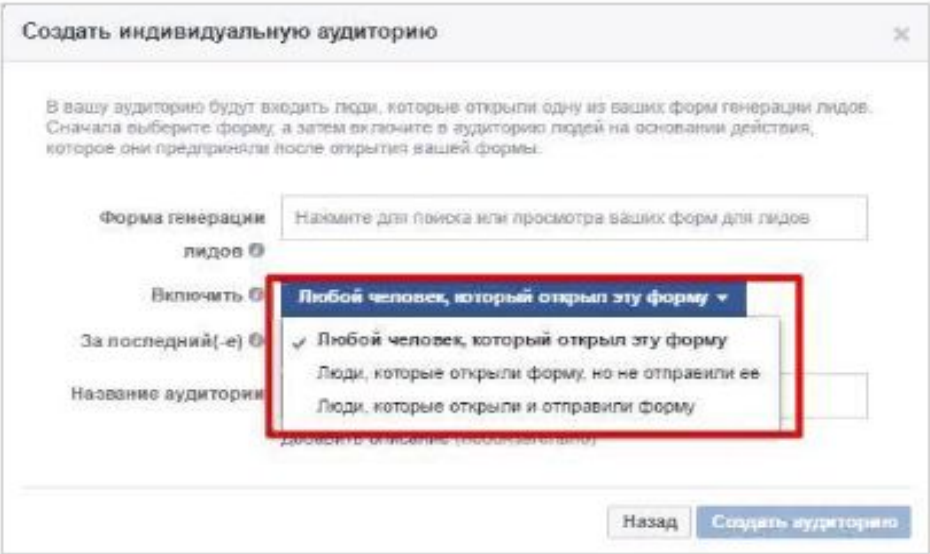 Создать индивидуальную аудиторию
В вашу аудиторию будут входить люди, которые открыли одну из ваших форм генерации лидов.
Сначала выберите форму, а затем включите в аудиторию людей на основании действия,
которое они предприняли после открытия вашей формы.
Форма генерации Нажмите для поиска или просмотра ваших форм для лидов
лидов
Включить Любой человек, который открыл эту форму
За последний(-е) Любой человек, который открыл эту форму
Люди, которые открыли форму, но не отправили ее
Название аудитории Люди, которые открыли и отправили форму
Добавить описание (необязательно)
Назад Создать аудиторию